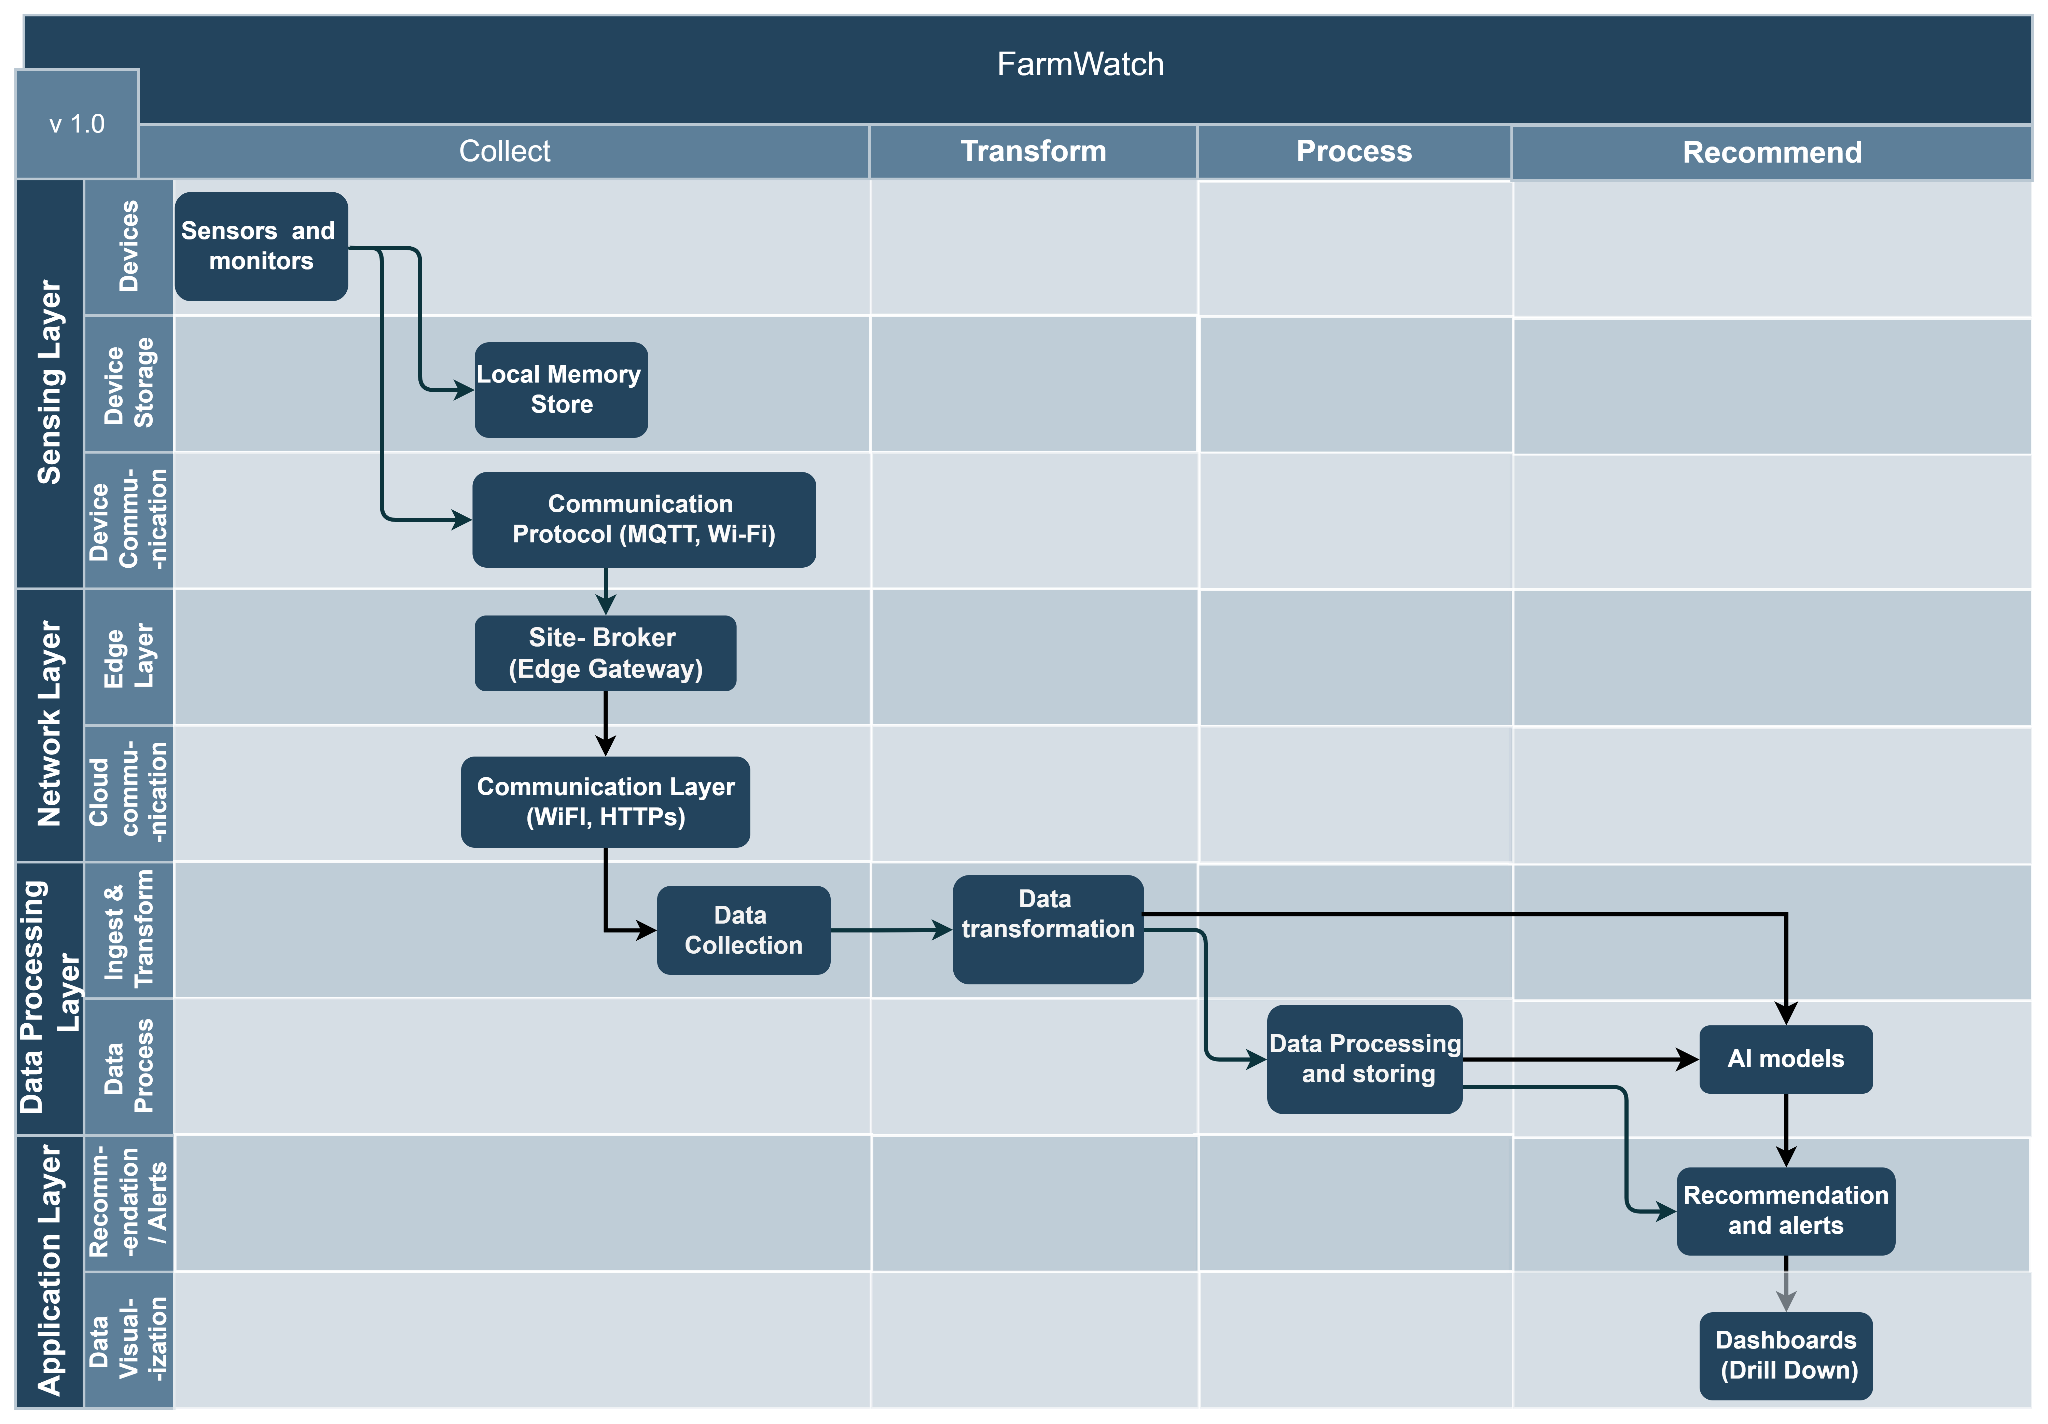 FarmWatch
v 1.0
Collect
Transform
Process
Recommend
Sensing Layer
Devices
Sensors and
monitors
Device
Storage
Local Memory
Store
Device
Commu-
-nication
Communication
Protocol (MQTT, Wi-Fi)
Network Layer
Edge
Layer
Site- Broker
(Edge Gateway)
Cloud
commu-
-nication
Communication Layer
(WiFI, HTTPs)
Data Processing
Layer
Ingest &
Transform
Data
Collection
Data
transformation
Data
Process
Data Processing
and storing
AI models
Application Layer
Recomm-
-endation
/ Alerts
Recommendation
and alerts
Data
Visual-
-ization
Dashboards
(Drill Down)